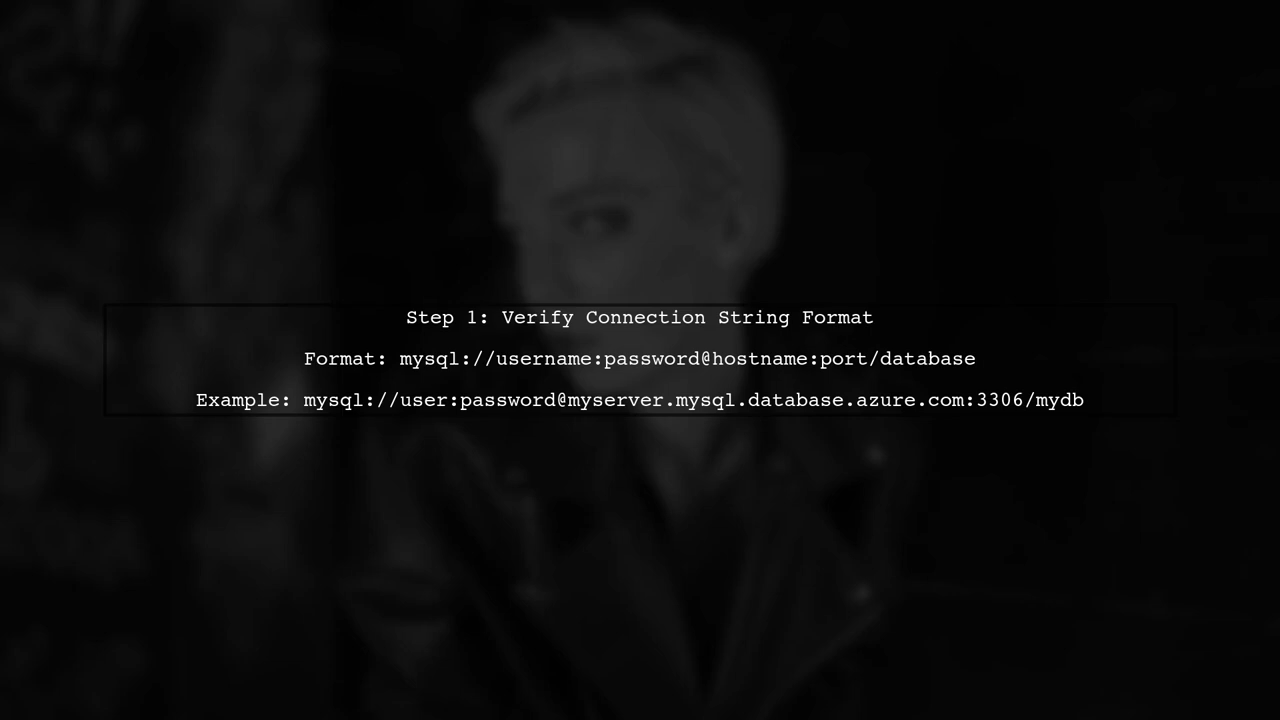 Step 1: Verify Connection String Format
Format: mysql://username:password@hostname:port/database
Example: mysql://user:password@myserver.mysql.database.azure.com:3306/mydb